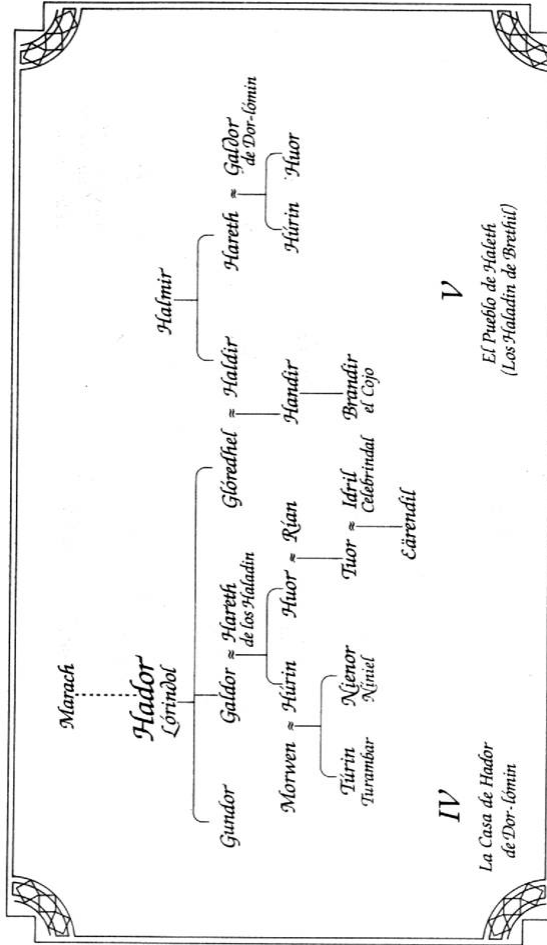 Marach
Hador
Lórindol
Halmir
Gundor
Galdor ≈ Hareth
de los Haladin
Glóredhel ≈ Haldir
Hareth ≈ Galdor
de Dor-lómin
Morwen ≈ Húrin
Huor ≈ Rían
Handir
Húrin
Huor
Túrin
Turambar
Nienor
Níniel
Tuor ≈ Idril
Celebrindal
Brandir
el Cojo
Eärendil
IV
La Casa de Hador
de Dor-lómin
V
El Pueblo de Haleth
(Los Haladin de Brethil)